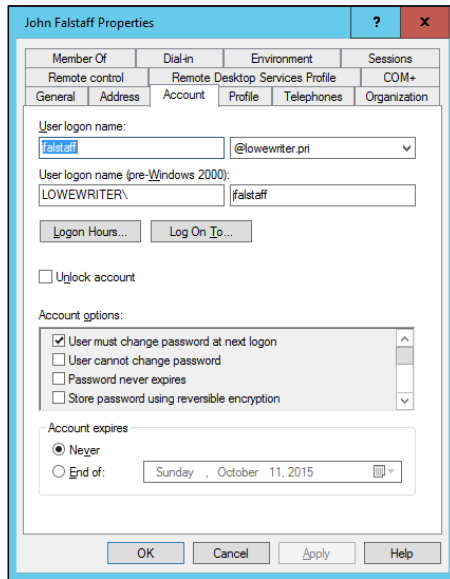 John Falstaff Properties
? x
Member Of Dial-in Environment Sessions
Remote control Remote Desktop Services Profile COM+
General Address Account Profile Telephones Organization
User logon name:
falstaff @lowewriter.pri
User logon name (pre-Windows 2000):
LOWEWRITER\ jfalstaff
Logon Hours... Log On To...
Unlock account
Account options:
User must change password at next logon
User cannot change password
Password never expires
Store password using reversible encryption
Account expires
Never
End of: Sunday , October 11, 2015
OK Cancel Apply Help